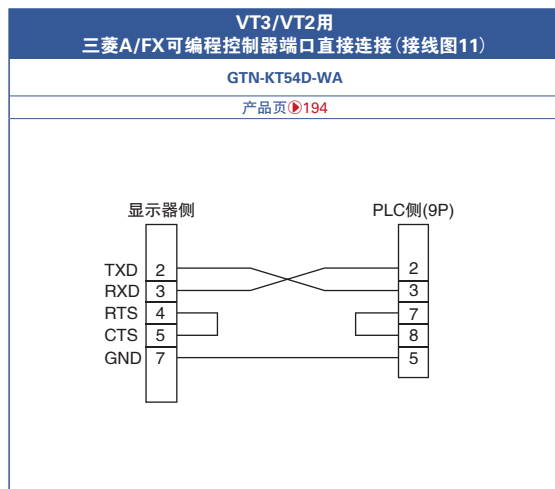 VT3/VT2用
三菱A/FX可编程控制器端口直接连接(接线图11)
GTN-KT54D-WA
产品页▶194
显示器侧 PLC侧(9P)
TXD 2 2
RXD 3 3
RTS 4 7
CTS 5 8
GND 7 5